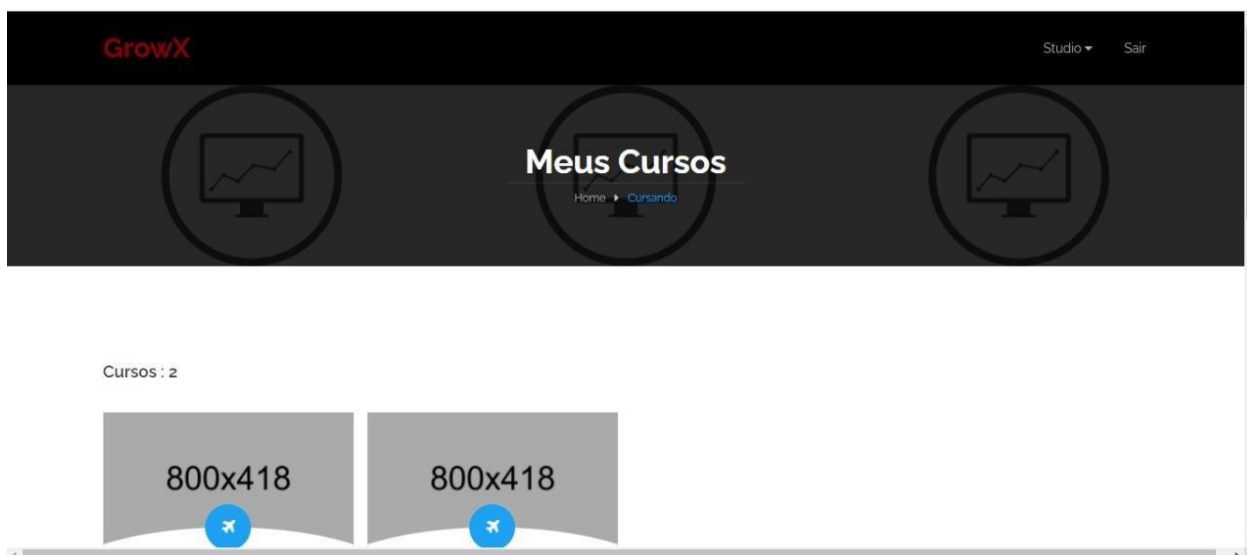 GrowX
Studio Sair
Meus Cursos
Home Cursando
Cursos : 2
800x418 800x418